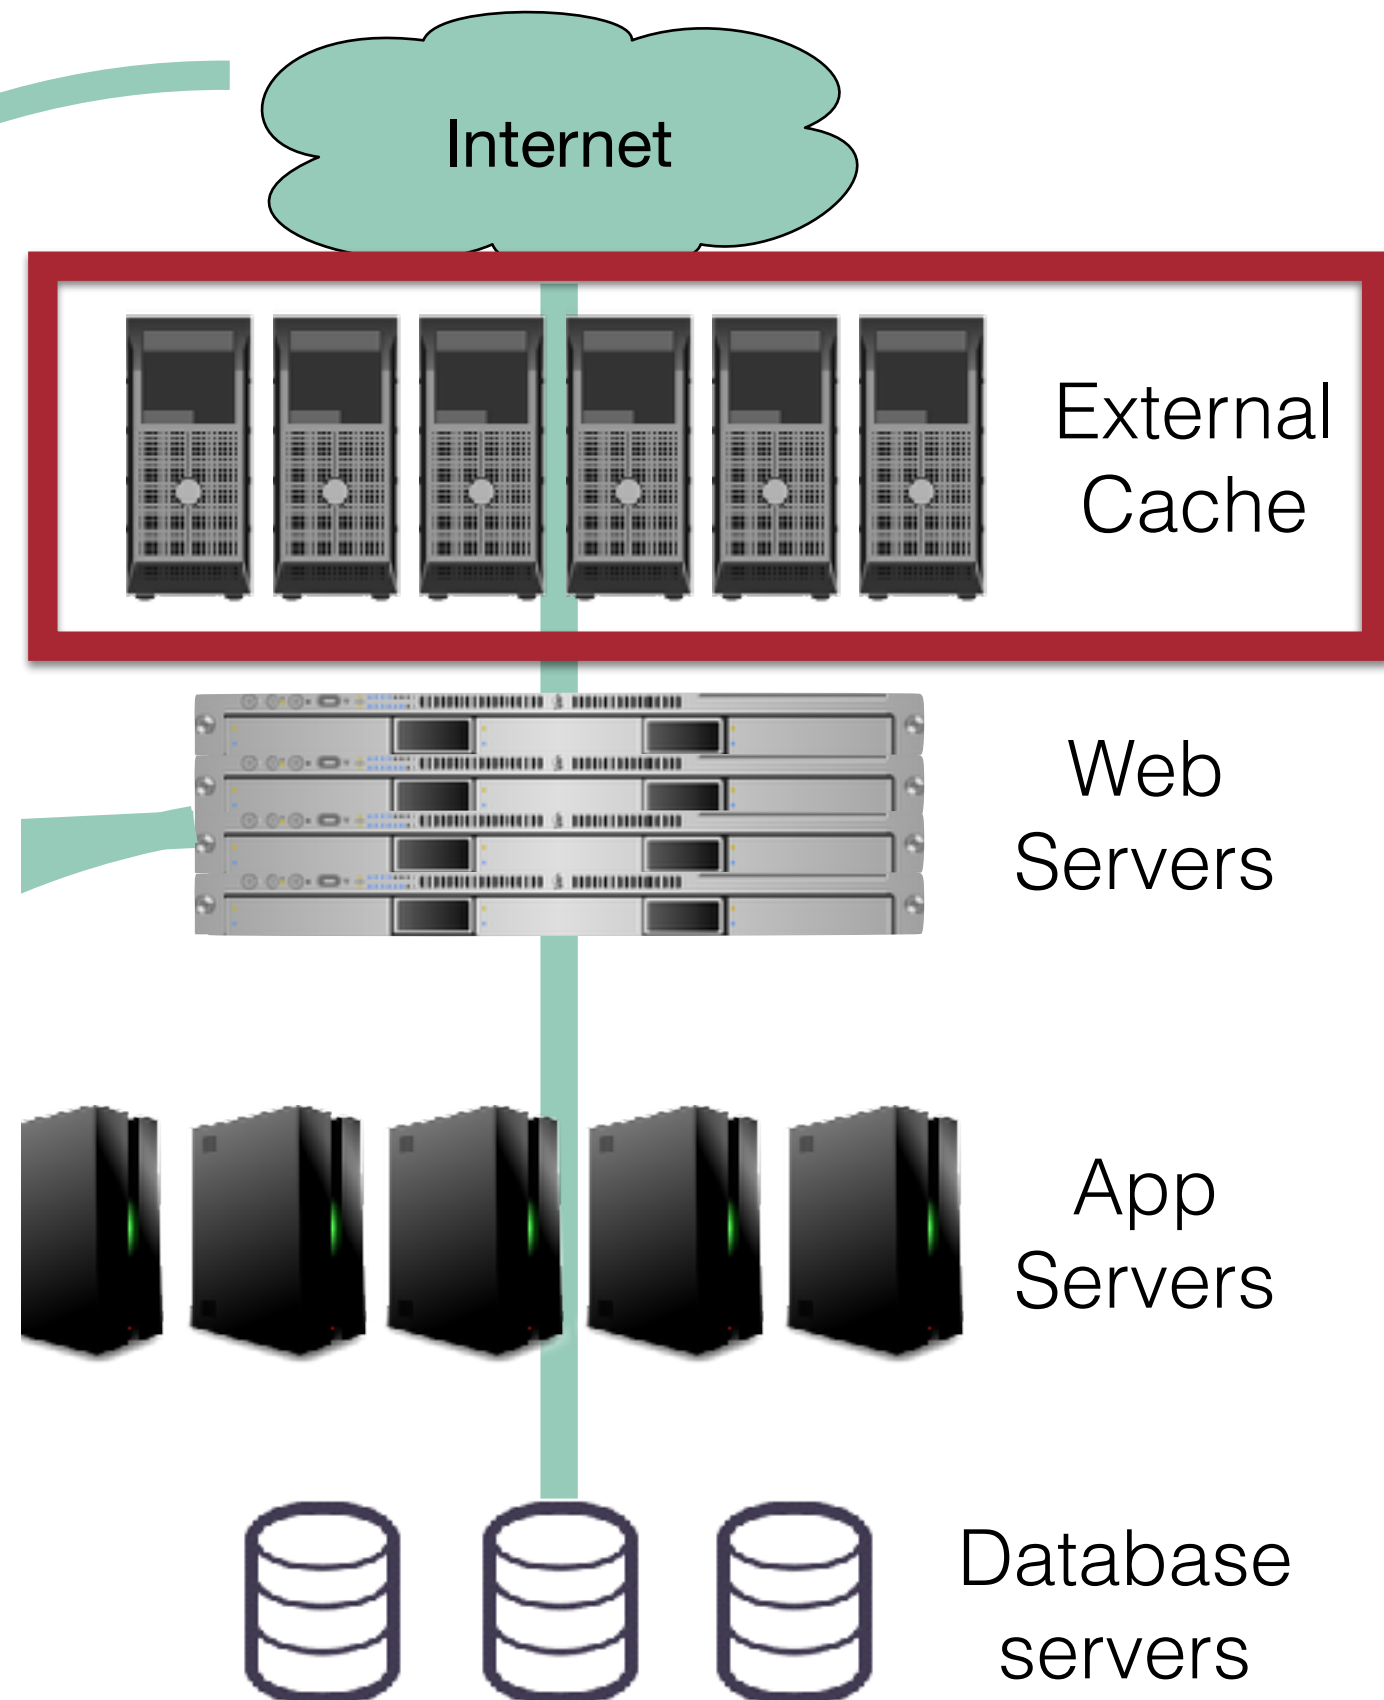 Internet
External
Cache
Web
Servers
App
Servers
Database
servers